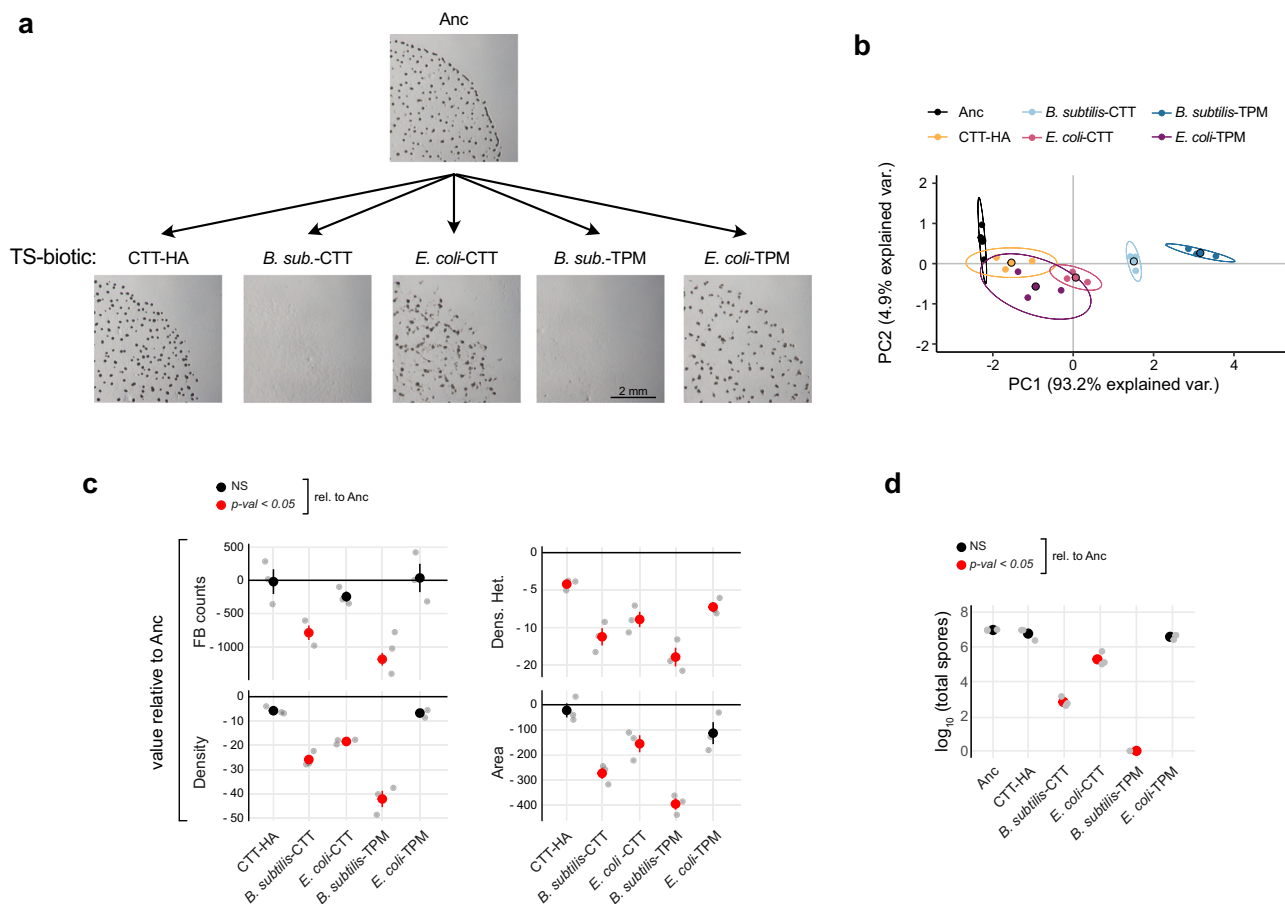 a
Anc
TS-biotic:
CTT-HA
B. sub.-CTT
E. coli-CTT
B. sub.-TPM
E. coli-TPM
2 mm
b
Anc
B. subtilis-CTT
B. subtilis-TPM
CTT-HA
E. coli-CTT
E. coli-TPM
PC2 (4.9% explained var.)
2
1
0
-1
-2
-2
0
2
4
PC1 (93.2% explained var.)
c
NS
p-val < 0.05
rel. to Anc
value relative to Anc
FB counts
500
0
- 500
- 1000
Dens. Het.
0
- 5
- 10
- 15
- 20
Density
0
- 10
- 20
- 30
- 40
- 50
Area
0
- 100
- 200
- 300
- 400
CTT-HA
B. subtilis-CTT
E. coli-CTT
B. subtilis-TPM
E. coli-TPM
CTT-HA
B. subtilis-CTT
E. coli -CTT
B. subtilis-TPM
E. coli-TPM
d
NS
p-val < 0.05
rel. to Anc
log10 (total spores)
8
6
4
2
0
Anc
CTT-HA
B. subtilis-CTT
E. coli-CTT
B. subtilis-TPM
E. coli-TPM